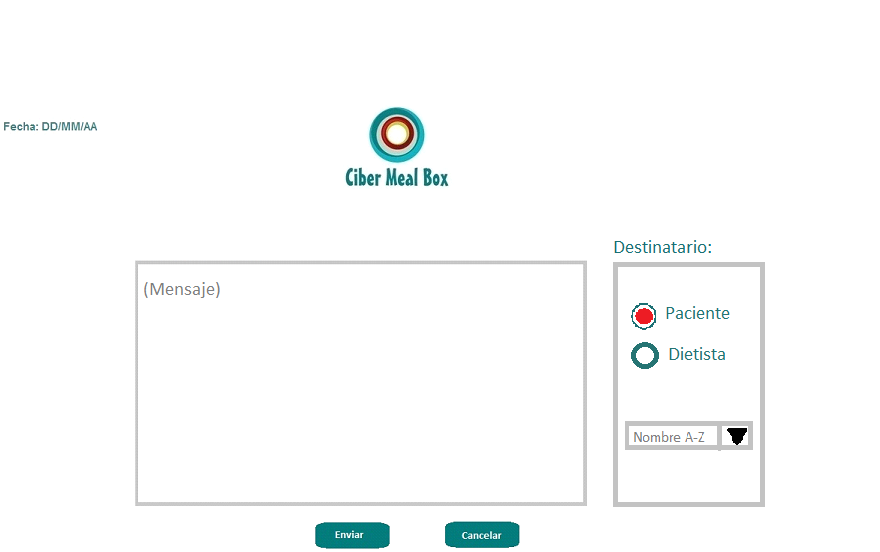 Fecha: DD/MM/AA
Ciber Meal Box
Destinatario:
(Mensaje)
Paciente
Dietista
Nombre A-Z
Enviar
Cancelar